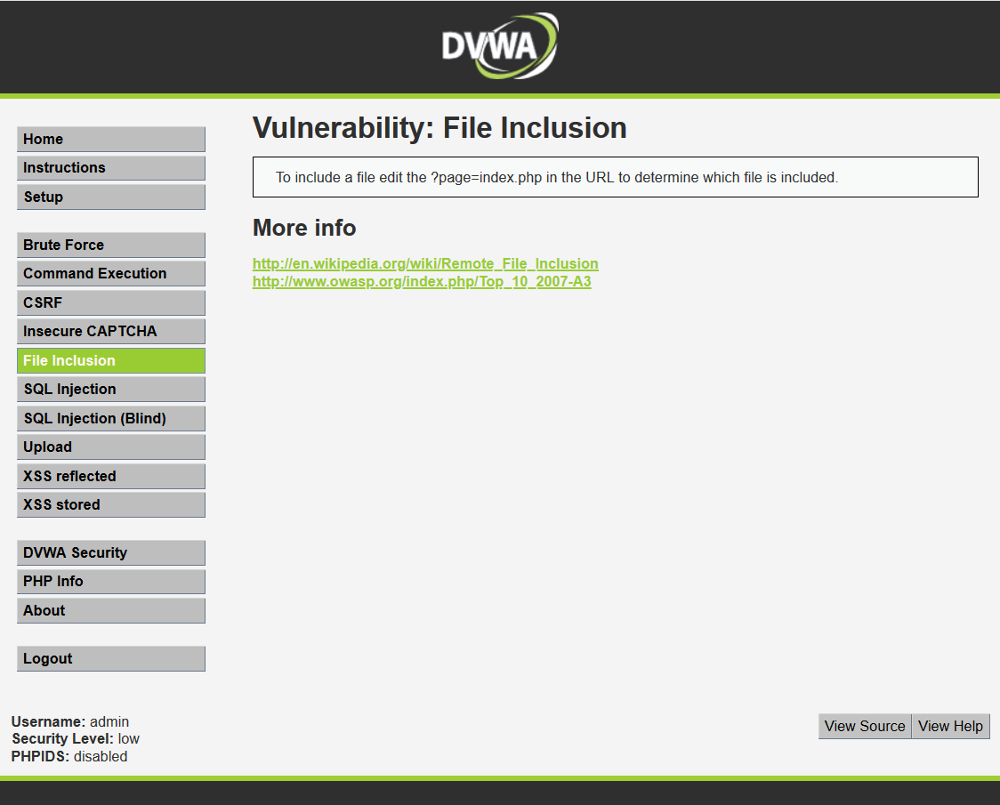 DVWA
Home
Instructions
Setup
Brute Force
Command Execution
CSRF
Insecure CAPTCHA
File Inclusion
SQL Injection
SQL Injection (Blind)
Upload
XSS reflected
XSS stored
DVWA Security
PHP Info
About
Logout
Vulnerability: File Inclusion
To include a file edit the ?page=index.php in the URL to determine which file is included.
More info
http://en.wikipedia.org/wiki/Remote_File_Inclusion
http://www.owasp.org/index.php/Top_10_2007-A3
Username: admin
Security Level: low
PHPIDS: disabled
View Source View Help